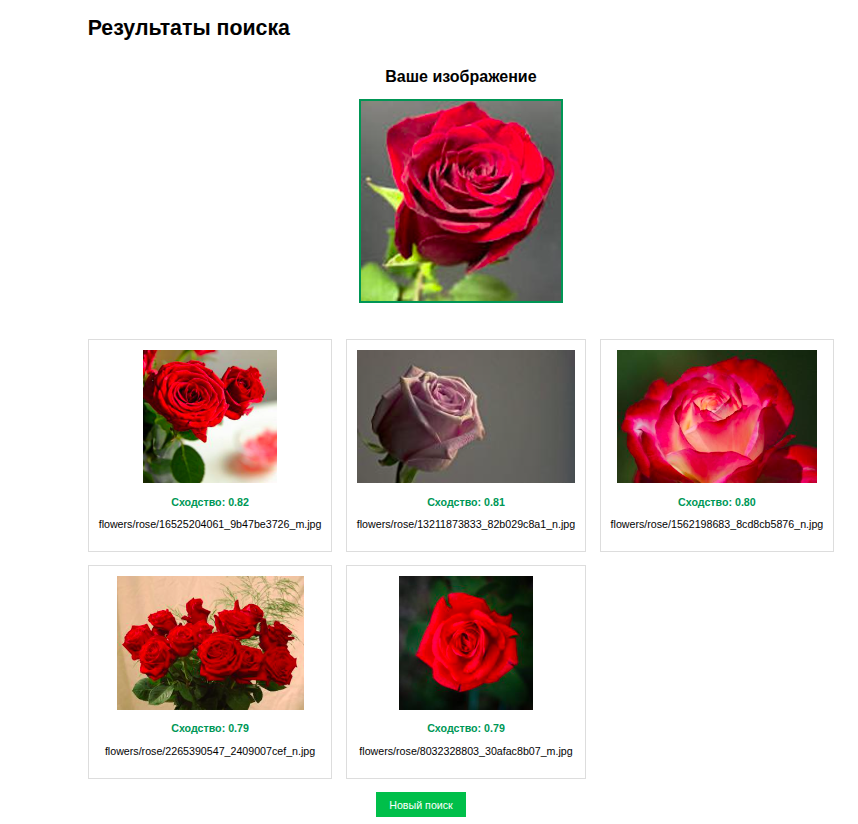 Результаты поиска
Ваше изображение
Сходство: 0.82
flowers/rose/16525204061_9b47be3726_m.jpg
Сходство: 0.81
flowers/rose/13211873833_82b029c8a1_n.jpg
Сходство: 0.80
flowers/rose/1562198683_8cd8cb5876_n.jpg
Сходство: 0.79
flowers/rose/2265390547_2409007cef_n.jpg
Сходство: 0.79
flowers/rose/8032328803_30afac8b07_m.jpg
Новый поиск